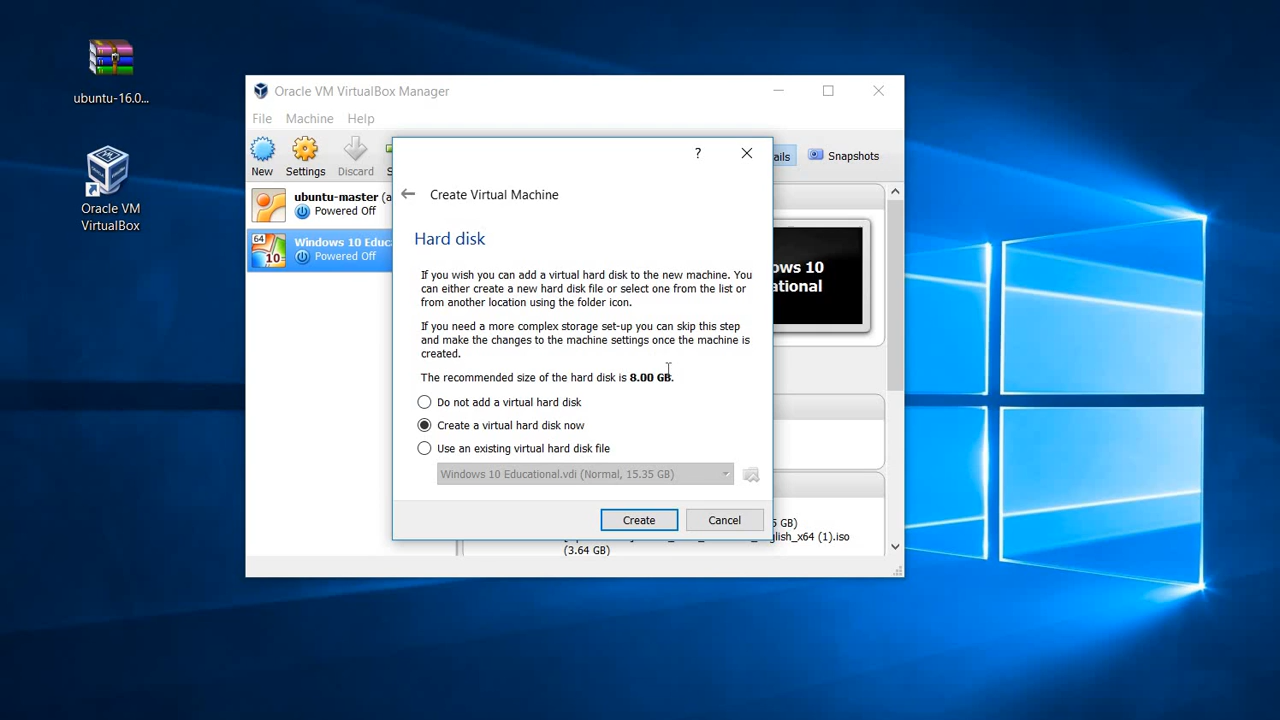 ubuntu-16.0...
Oracle VM
VirtualBox
Oracle VM VirtualBox Manager
File Machine Help
New Settings Discard
ails Snapshots
ubuntu-master (a
Powered Off
64
10
Windows 10 Educ
Powered Off
?
Create Virtual Machine
Hard disk
If you wish you can add a virtual hard disk to the new machine. You
can either create a new hard disk file or select one from the list or
from another location using the folder icon.
If you need a more complex storage set-up you can skip this step
and make the changes to the machine settings once the machine is
created.
The recommended size of the hard disk is 8.00 GB.
Do not add a virtual hard disk
Create a virtual hard disk now
Use an existing virtual hard disk file
Windows 10 Educational.vdi (Normal, 15.35 GB)
Create Cancel
ows 10
ational
5 GB)
glish_x64 (1).iso
(3.64 GB)